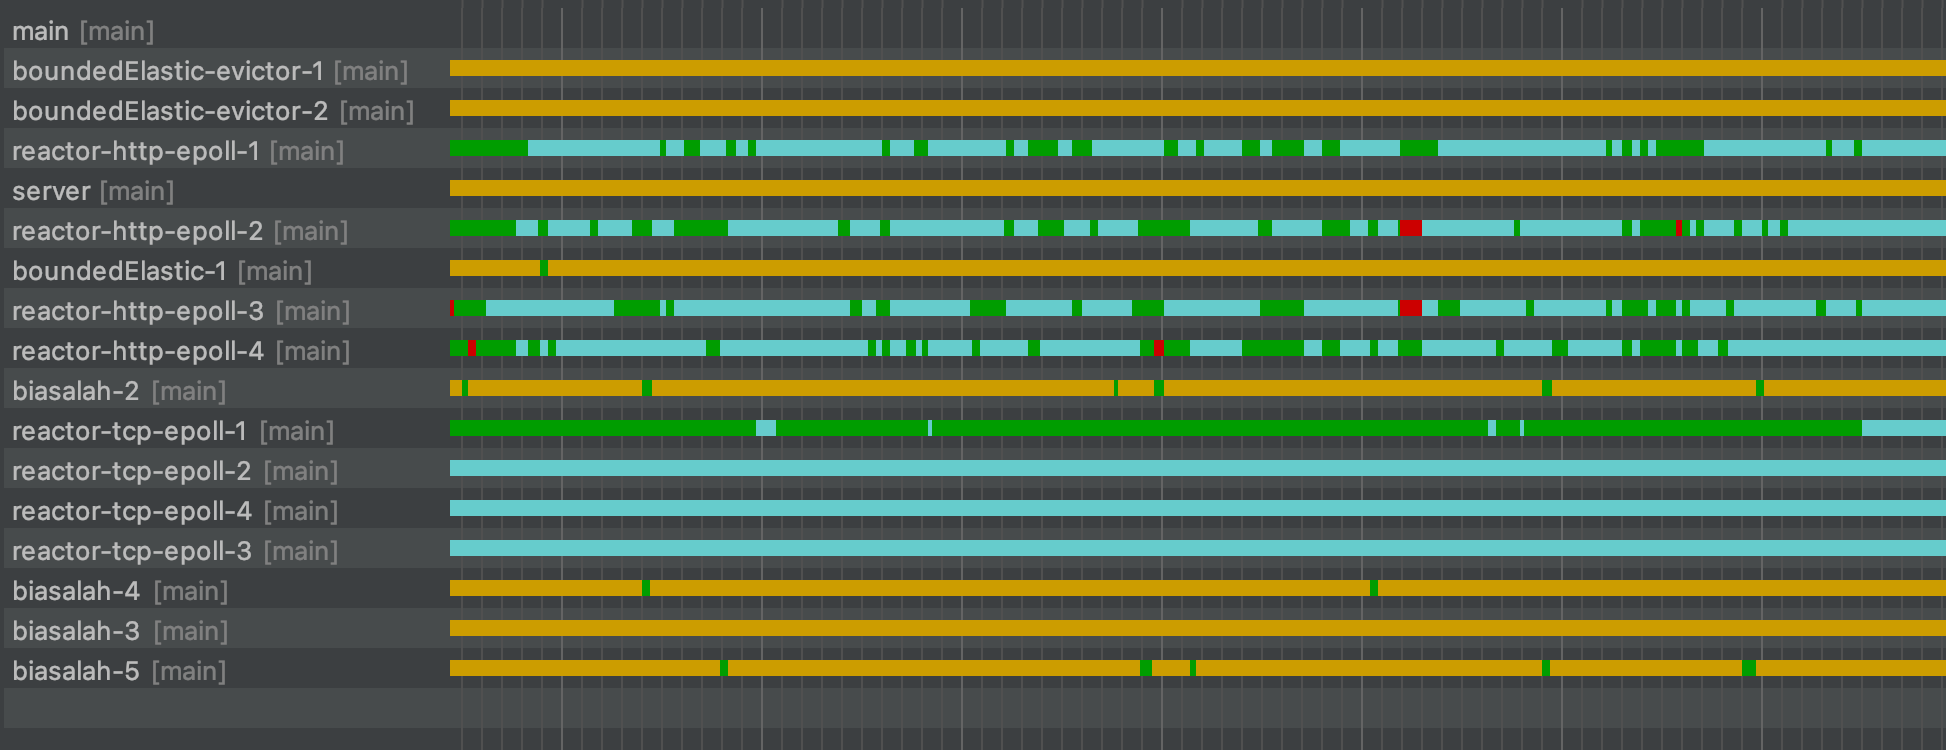 main [main]
boundedElastic-evictor-1 [main]
boundedElastic-evictor-2 [main]
reactor-http-epoll-1 [main]
server [main]
reactor-http-epoll-2 [main]
boundedElastic-1 [main]
reactor-http-epoll-3 [main]
reactor-http-epoll-4 [main]
biasalah-2 [main]
reactor-tcp-epoll-1 [main]
reactor-tcp-epoll-2 [main]
reactor-tcp-epoll-4 [main]
reactor-tcp-epoll-3 [main]
biasalah-4 [main]
biasalah-3 [main]
biasalah-5 [main]